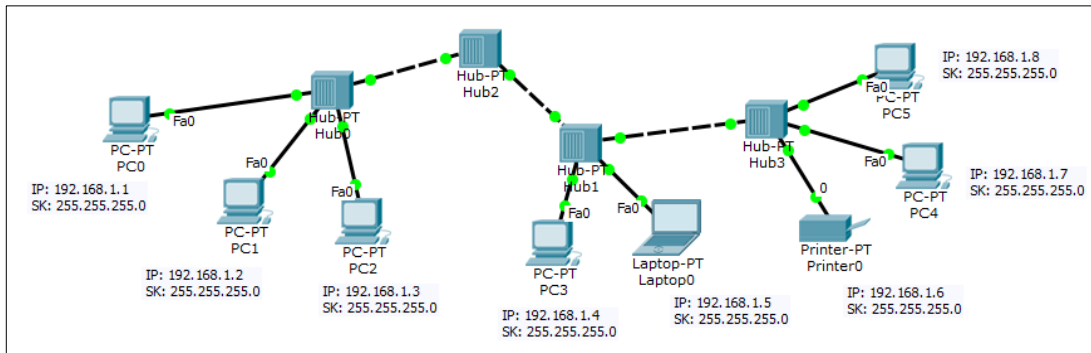 Fa0
PC-PT
PC0
IP: 192.168.1.1
SK: 255.255.255.0
Hub-PT
Hub0
Fa0
PC-PT
PC1
IP: 192.168.1.2
SK: 255.255.255.0
Fa0
PC-PT
PC2
IP: 192.168.1.3
SK: 255.255.255.0
Hub-PT
Hub2
Hub-PT
Hub1
Fa0
PC-PT
PC3
IP: 192.168.1.4
SK: 255.255.255.0
Fa0
Laptop-PT
Laptop0
IP: 192.168.1.5
SK: 255.255.255.0
Hub-PT
Hub3
0
Printer-PT
Printer0
IP: 192.168.1.6
SK: 255.255.255.0
Fa0
PC-PT
PC5
IP: 192.168.1.8
SK: 255.255.255.0
Fa0
PC-PT
PC4
IP: 192.168.1.7
SK: 255.255.255.0